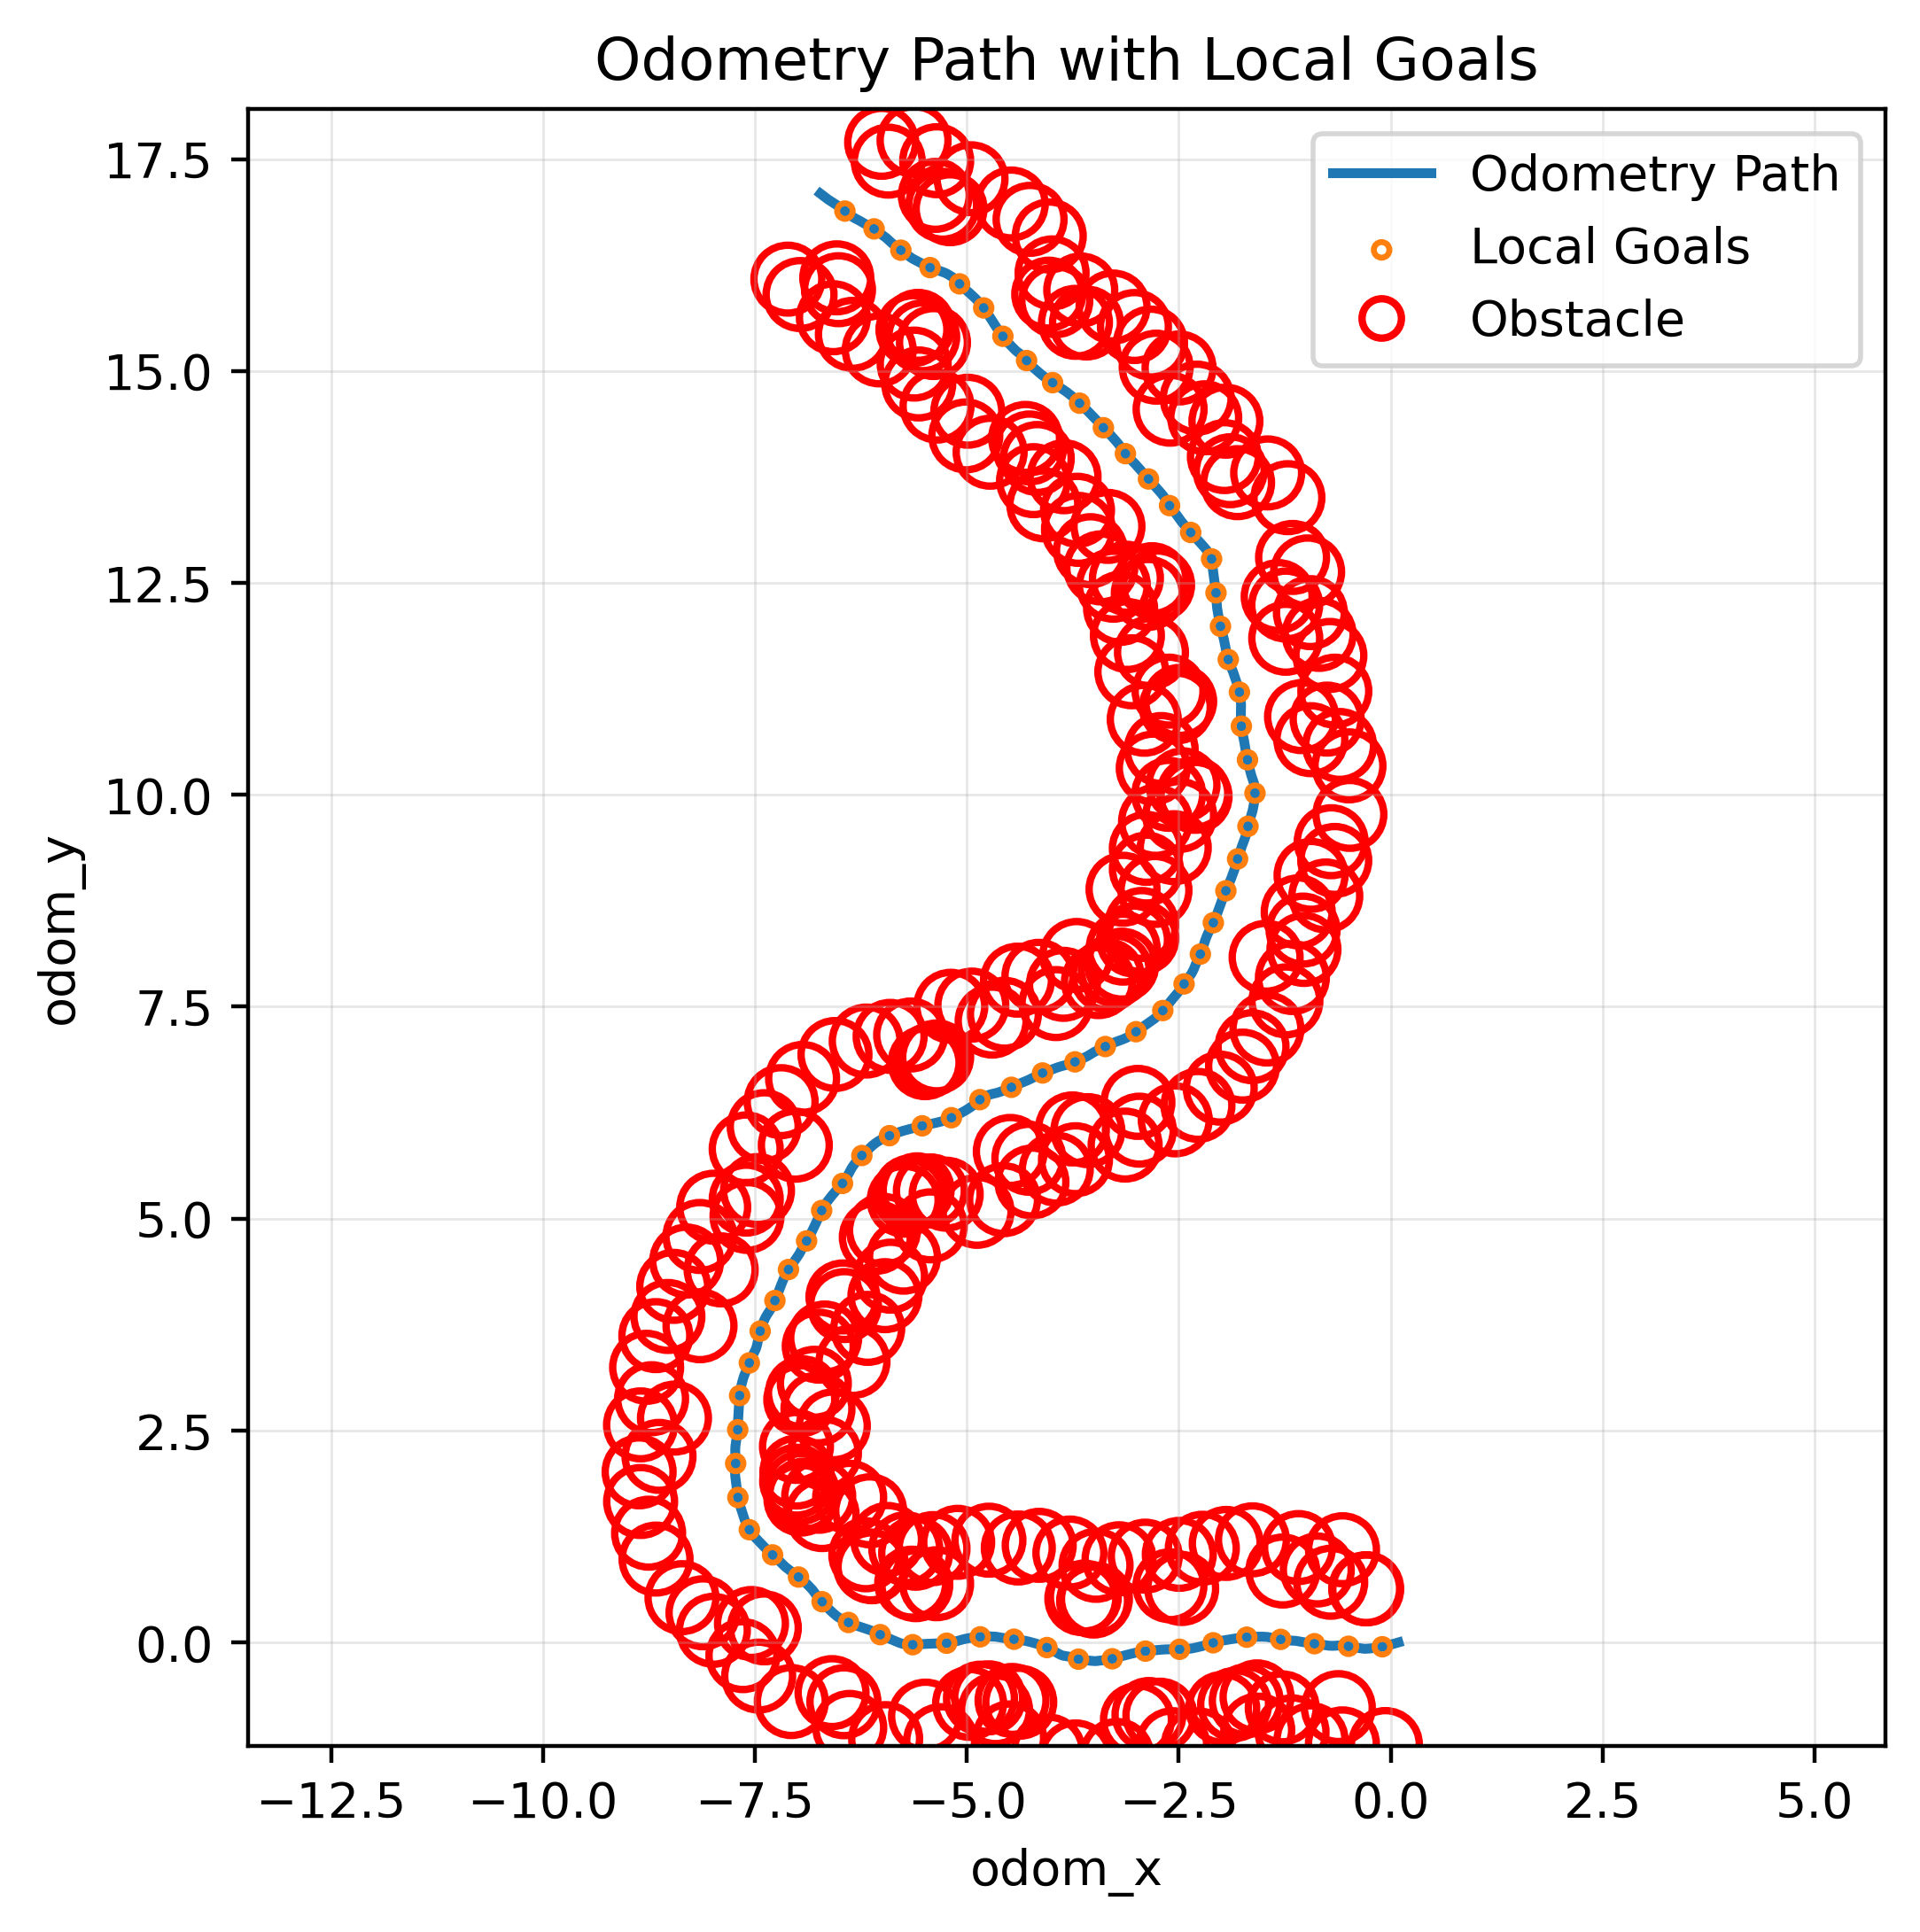 Odometry Path with Local Goals
Odometry Path
Local Goals
Obstacle
17.5
15.0
12.5
10.0
7.5
5.0
2.5
0.0
odom_y
−12.5 −10.0 −7.5 −5.0 −2.5 0.0 2.5 5.0
odom_x